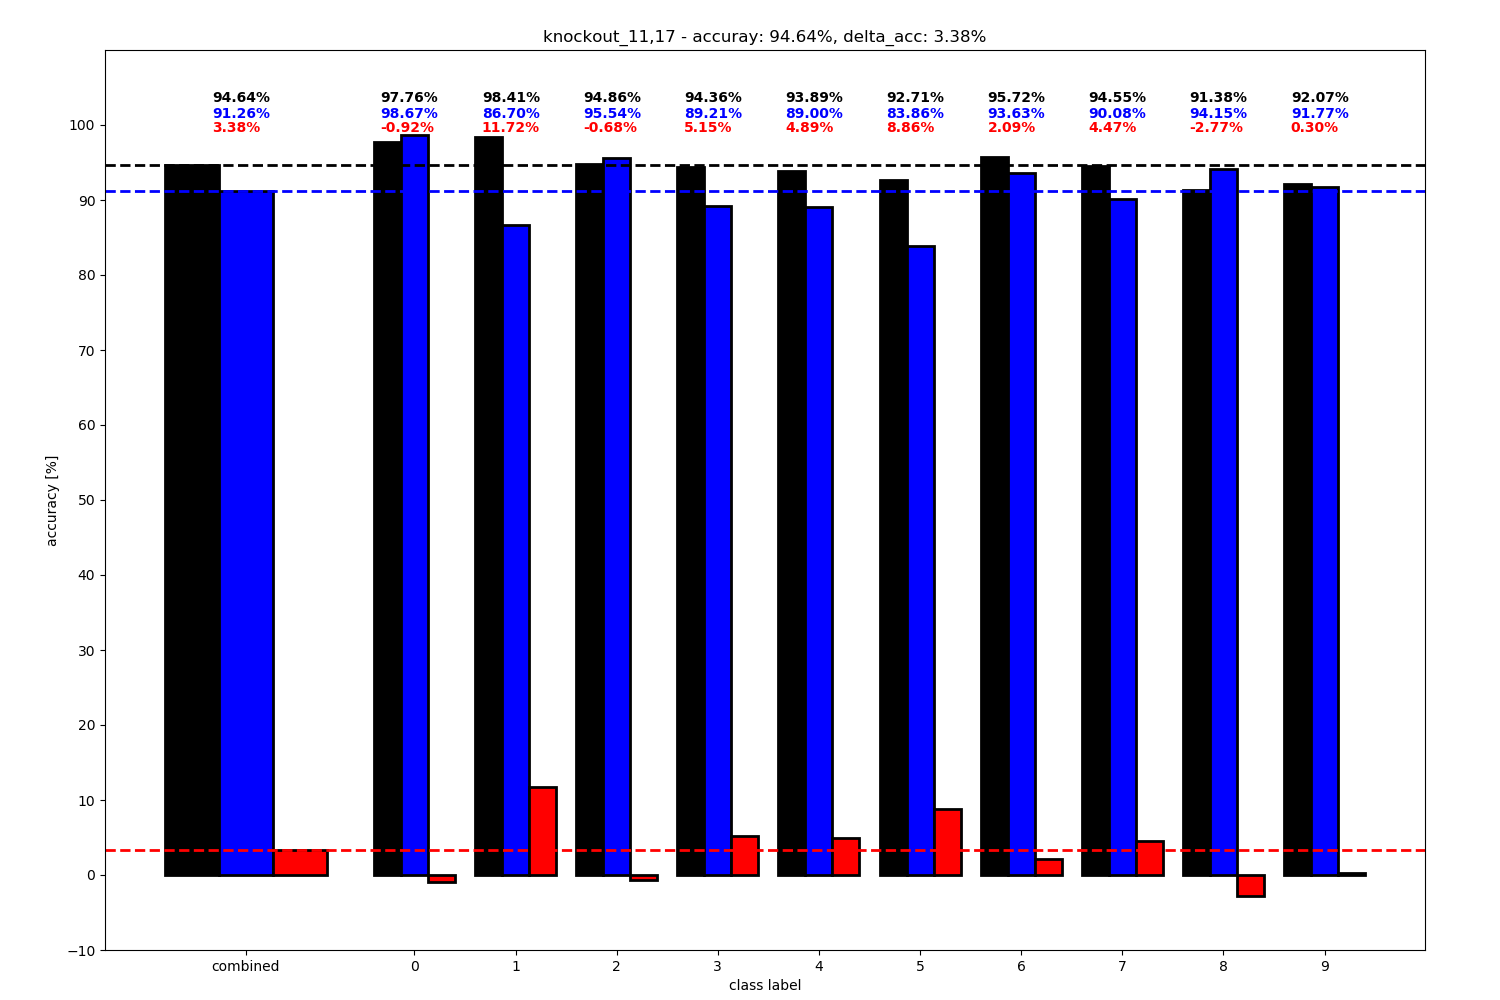 knockout_11,17 - accuray: 94.64%, delta_acc: 3.38%
94.64% 97.76% 98.41% 94.86% 94.36% 93.89% 92.71% 95.72% 94.55% 91.38% 92.07%
91.26% 98.67% 86.70% 95.54% 89.21% 89.00% 83.86% 93.63% 90.08% 94.15% 91.77%
3.38% -0.92% 11.72% -0.68% 5.15% 4.89% 8.86% 2.09% 4.47% -2.77% 0.30%
100
90
80
70
60
50
40
30
20
10
0
−10
accuracy [%]
combined 0 1 2 3 4 5 6 7 8 9
class label